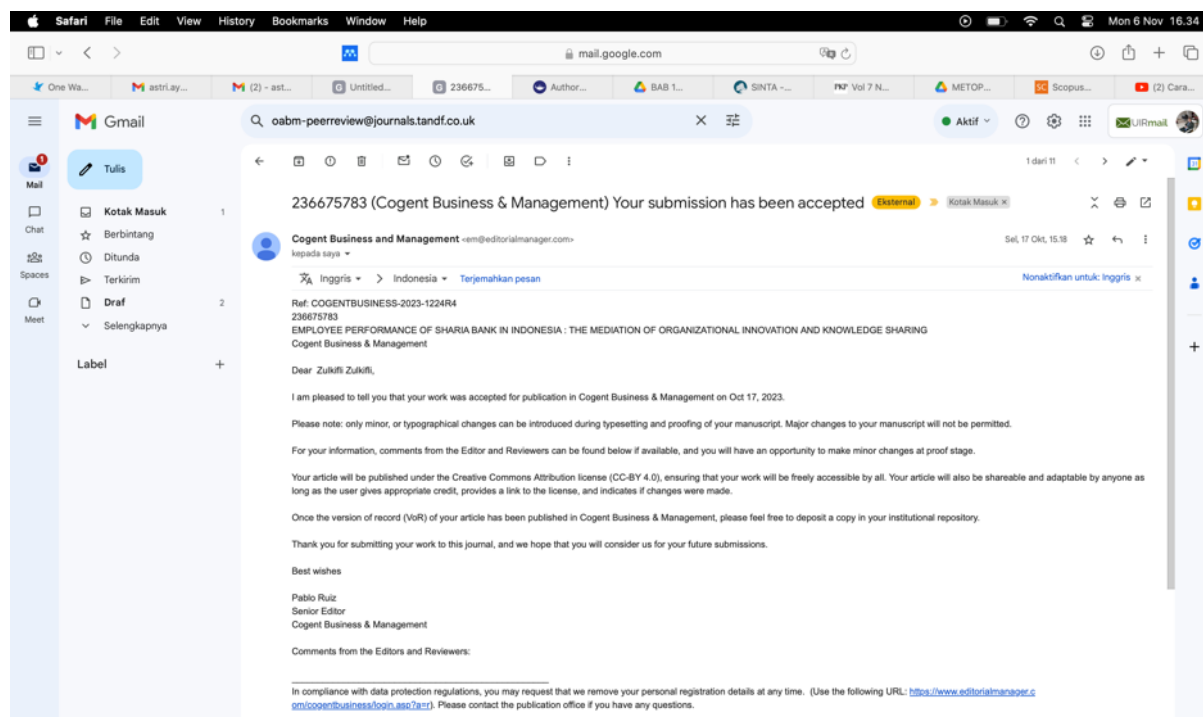 Safari File Edit View History Bookmarks Window Help Mon 6 Nov 16.34
mail.google.com
One Wa... astri.ay... (2) - ast... Untitled... 236675... Author... BAB 1... SINTA -... Vol 7 N... METOP... Scopus... (2) Cara...
Gmail
oabm-peerreview@journals.tandf.co.uk
Aktif
UIRmail
Mail
Chat
Spaces
Meet
Tulis
Kotak Masuk 1
Berbintang
Ditunda
Terkirim
Draf 2
Selengkapnya
Label
1 dari 11
236675783 (Cogent Business & Management) Your submission has been accepted Eksternal Kotak Masuk ×
Cogent Business and Management <em@editorialmanager.com> Sel, 17 Okt, 15.18
kepada saya
Inggris > Indonesia Terjemahkan pesan Nonaktifkan untuk: Inggris ×
Ref: COGENTBUSINESS-2023-1224R4
236675783
EMPLOYEE PERFORMANCE OF SHARIA BANK IN INDONESIA : THE MEDIATION OF ORGANIZATIONAL INNOVATION AND KNOWLEDGE SHARING
Cogent Business & Management
Dear Zulkifli Zulkifli,
I am pleased to tell you that your work was accepted for publication in Cogent Business & Management on Oct 17, 2023.
Please note: only minor, or typographical changes can be introduced during typesetting and proofing of your manuscript. Major changes to your manuscript will not be permitted.
For your information, comments from the Editor and Reviewers can be found below if available, and you will have an opportunity to make minor changes at proof stage.
Your article will be published under the Creative Commons Attribution license (CC-BY 4.0), ensuring that your work will be freely accessible by all. Your article will also be shareable and adaptable by anyone as
long as the user gives appropriate credit, provides a link to the license, and indicates if changes were made.
Once the version of record (VoR) of your article has been published in Cogent Business & Management, please feel free to deposit a copy in your institutional repository.
Thank you for submitting your work to this journal, and we hope that you will consider us for your future submissions.
Best wishes
Pablo Ruiz
Senior Editor
Cogent Business & Management
Comments from the Editors and Reviewers:
In compliance with data protection regulations, you may request that we remove your personal registration details at any time. (Use the following URL: https://www.editorialmanager.c
om/cogentbusiness/login.asp?a=r). Please contact the publication office if you have any questions.